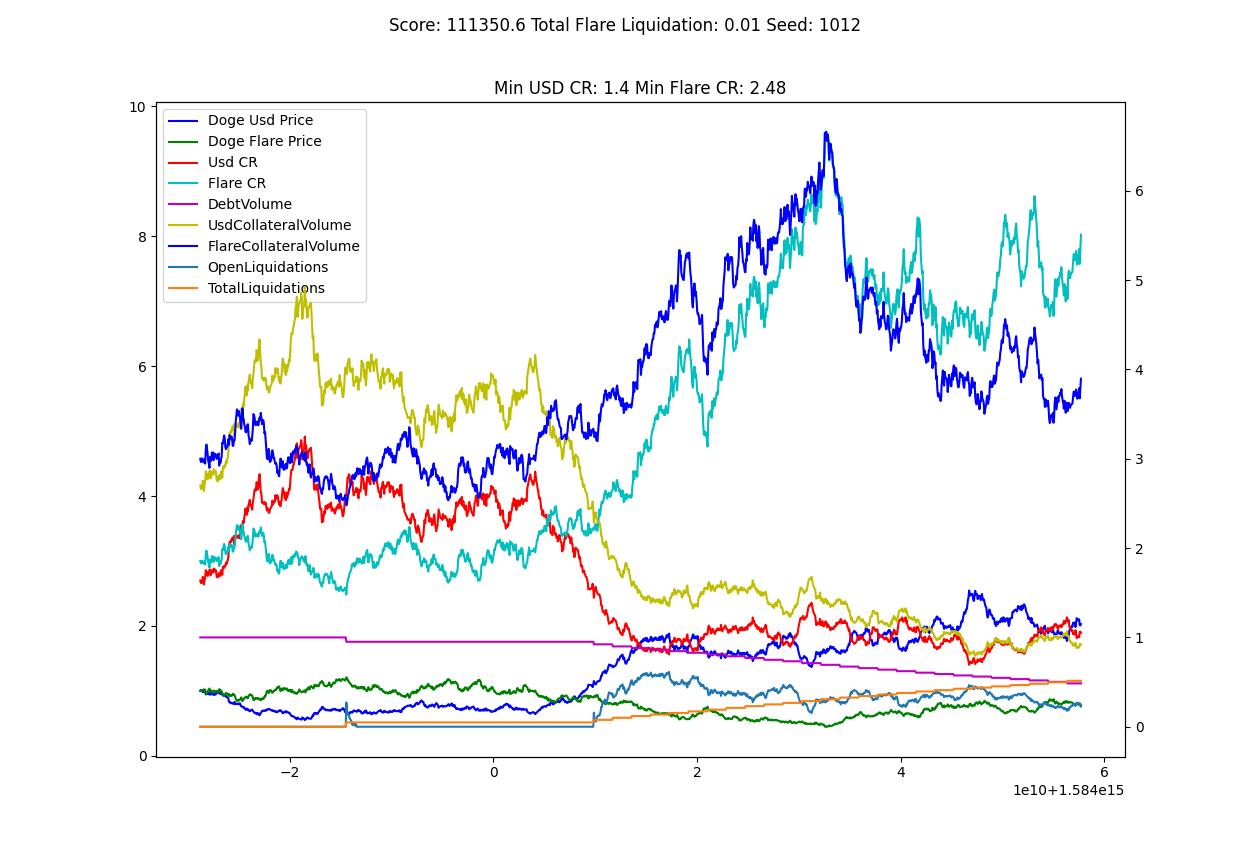 Score: 111350.6 Total Flare Liquidation: 0.01 Seed: 1012
Min USD CR: 1.4 Min Flare CR: 2.48
Doge Usd Price
Doge Flare Price
Usd CR
Flare CR
DebtVolume
UsdCollateralVolume
FlareCollateralVolume
OpenLiquidations
TotalLiquidations
10
8
6
4
2
0
6
5
4
3
2
1
0
−2
0
2
4
6
1e10+1.584e15